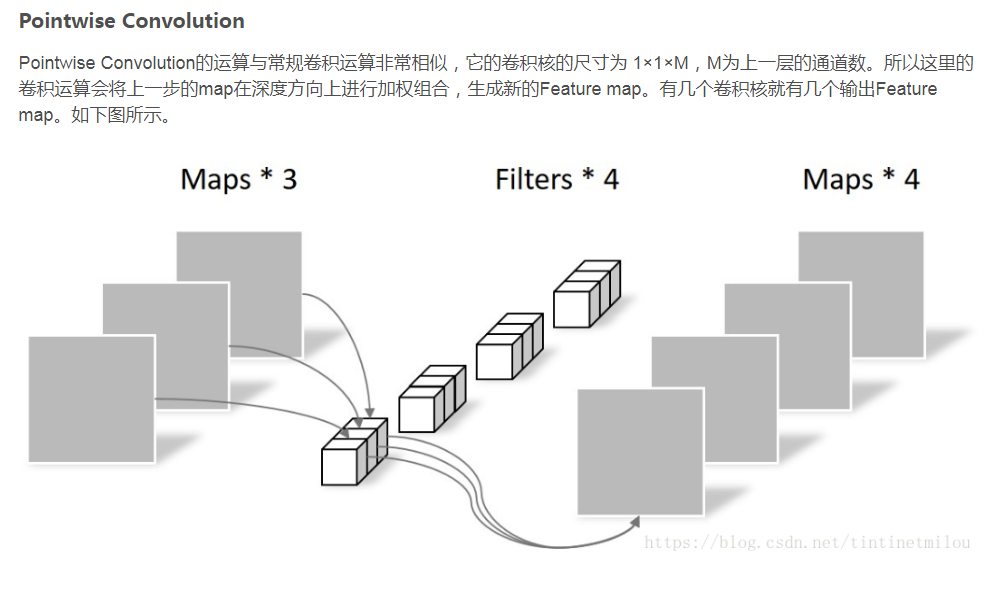 Pointwise Convolution
Pointwise Convolution的运算与常规卷积运算非常相似，它的卷积核的尺寸为 1×1×M，M为上一层的通道数。所以这里的
卷积运算会将上一步的map在深度方向上进行加权组合，生成新的Feature map。有几个卷积核就有几个输出Feature
map。如下图所示。
Maps * 3
Filters * 4
Maps * 4
https://blog.csdn.net/tintinetmilou